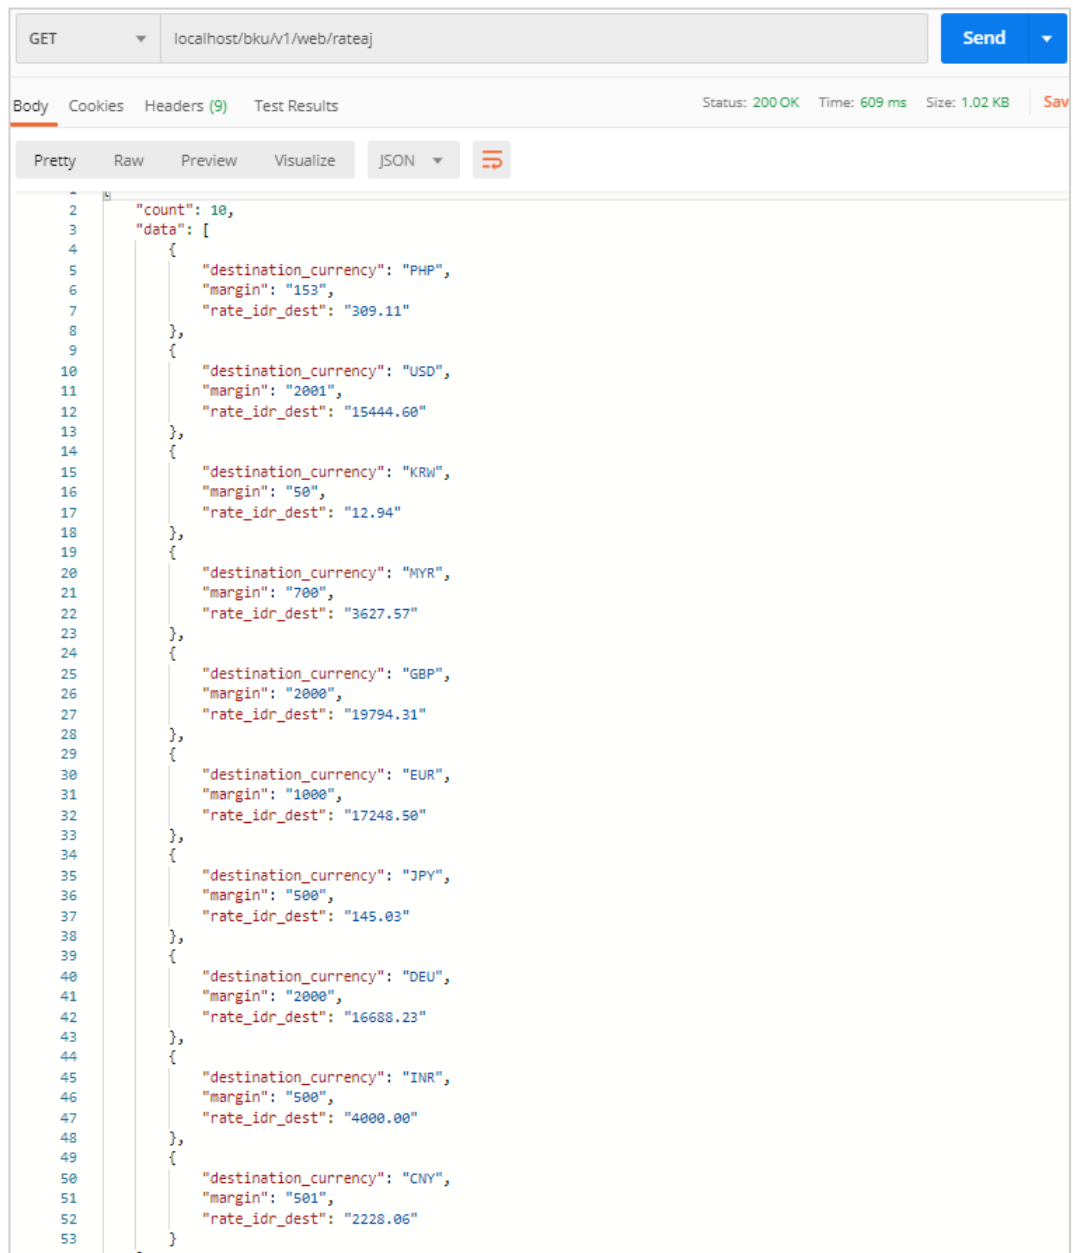 GET localhost/bku/v1/web/rateaj Send
Body Cookies Headers (9) Test Results Status: 200 OK Time: 609 ms Size: 1.02 KB Sav
Pretty Raw Preview Visualize JSON
1
2 "count": 10,
3 "data": [
4 {
5 "destination_currency": "PHP",
6 "margin": "153",
7 "rate_idr_dest": "309.11"
8 },
9 {
10 "destination_currency": "USD",
11 "margin": "2001",
12 "rate_idr_dest": "15444.60"
13 },
14 {
15 "destination_currency": "KRW",
16 "margin": "50",
17 "rate_idr_dest": "12.94"
18 },
19 {
20 "destination_currency": "MYR",
21 "margin": "700",
22 "rate_idr_dest": "3627.57"
23 },
24 {
25 "destination_currency": "GBP",
26 "margin": "2000",
27 "rate_idr_dest": "19794.31"
28 },
29 {
30 "destination_currency": "EUR",
31 "margin": "1000",
32 "rate_idr_dest": "17248.50"
33 },
34 {
35 "destination_currency": "JPY",
36 "margin": "500",
37 "rate_idr_dest": "145.03"
38 },
39 {
40 "destination_currency": "DEU",
41 "margin": "2000",
42 "rate_idr_dest": "16688.23"
43 },
44 {
45 "destination_currency": "INR",
46 "margin": "500",
47 "rate_idr_dest": "4000.00"
48 },
49 {
50 "destination_currency": "CNY",
51 "margin": "501",
52 "rate_idr_dest": "2228.06"
53 }